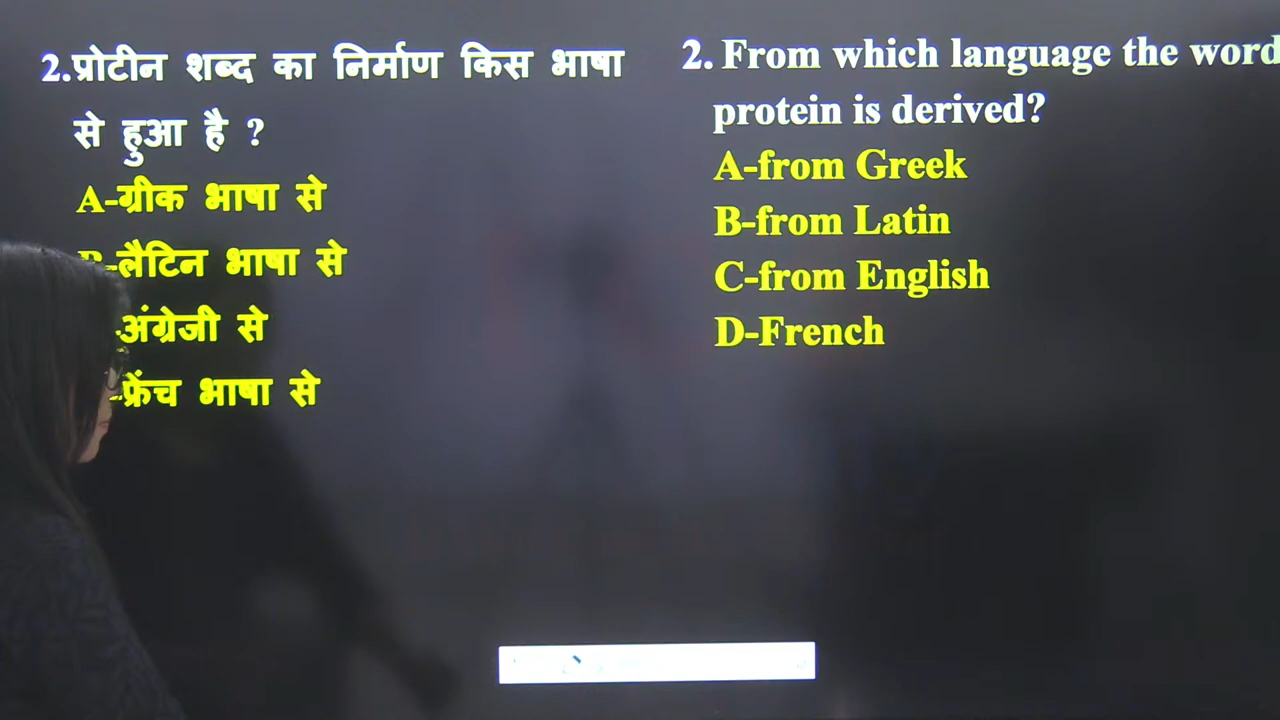 2.प्रोटीन शब्द का निर्माण किस भाषा
से हुआ है ?
A-ग्रीक भाषा से
B-लैटिन भाषा से
-अंग्रेजी से
-फ्रेंच भाषा से
2. From which language the word
protein is derived?
A-from Greek
B-from Latin
C-from English
D-French